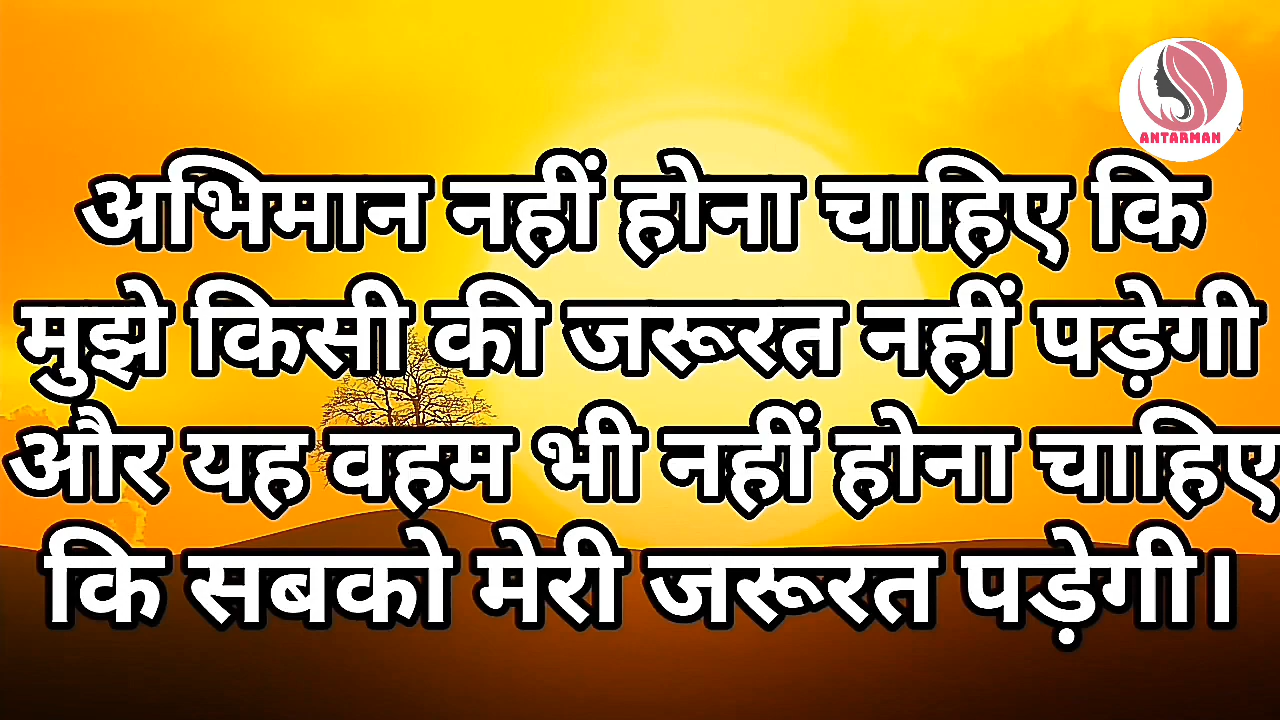 ANTARMAN
अभिमान नहीं होना चाहिए कि
मुझे किसी की जरूरत नहीं पड़ेगी
और यह वहम भी नहीं होना चाहिए
कि सबको मेरी जरूरत पड़ेगी।